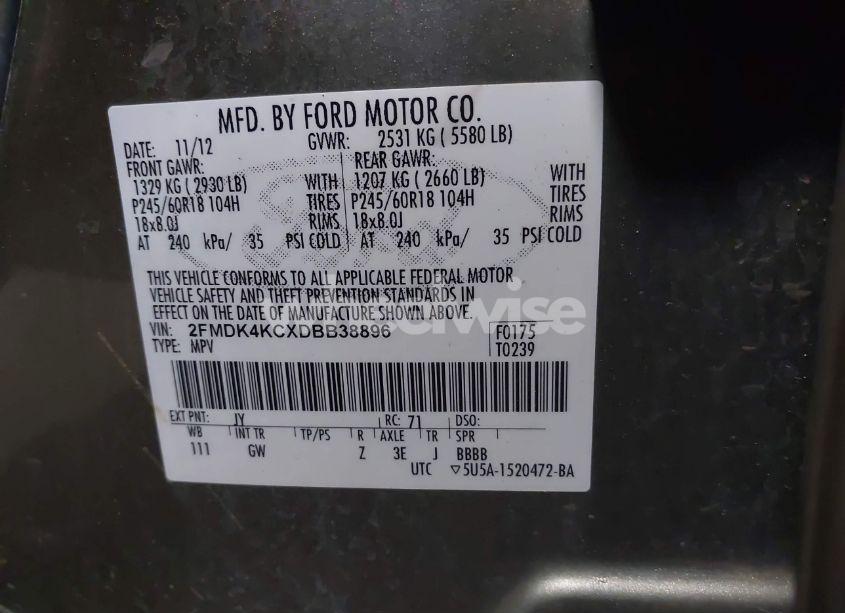 MFD. BY FORD MOTOR CO.
DATE: 11/12 GVWR: 2531 KG ( 5580 LB)
FRONT GAWR: REAR GAWR:
1329 KG ( 2930 LB) WITH 1207 KG ( 2660 LB) WITH
P245/60R18 104H TIRES P245/60R18 104H TIRES
18x8.0J RIMS 18x8.0J RIMS
AT 240 kPa/ 35 PSI COLD AT 240 kPa/ 35 PSI COLD
THIS VEHICLE CONFORMS TO ALL APPLICABLE FEDERAL MOTOR
VEHICLE SAFETY AND THEFT PREVENTION STANDARDS IN
EFFECT ON THE DATE OF MANUFACTURE SHOWN ABOVE.
VIN: 2FMDK4KCXDBB38896 F0175
TYPE: MPV T0239
EXT PNT: JY RC: 71 DSO:
WB INT TR TP/PS R AXLE TR SPR
111 GW Z 3E J BBBB
UTC ▽5U5A-1520472-BA